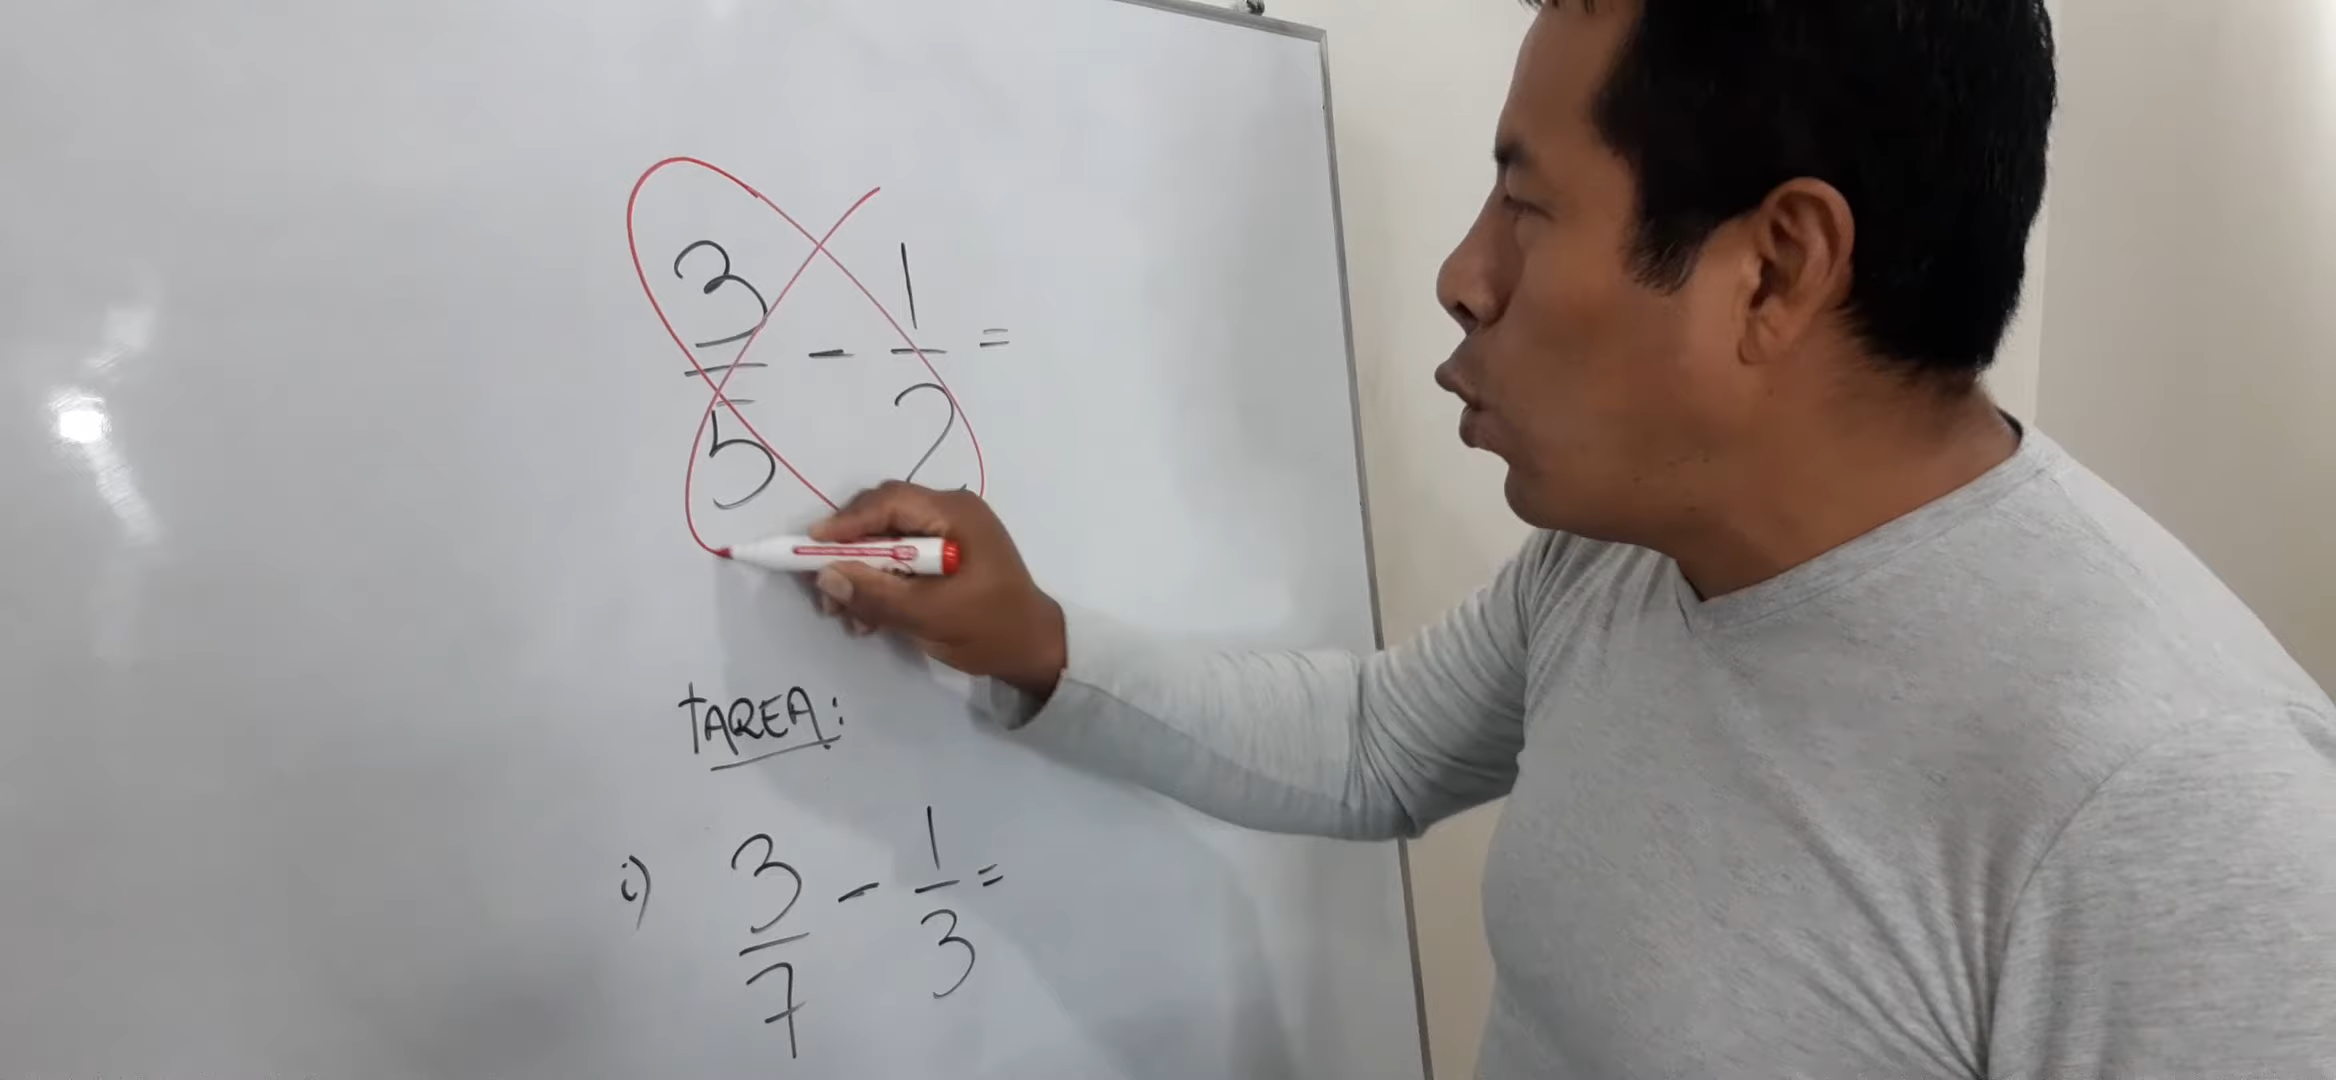 3/5 - 1/2 =
TAREA:
i) 3/7 - 1/3 =